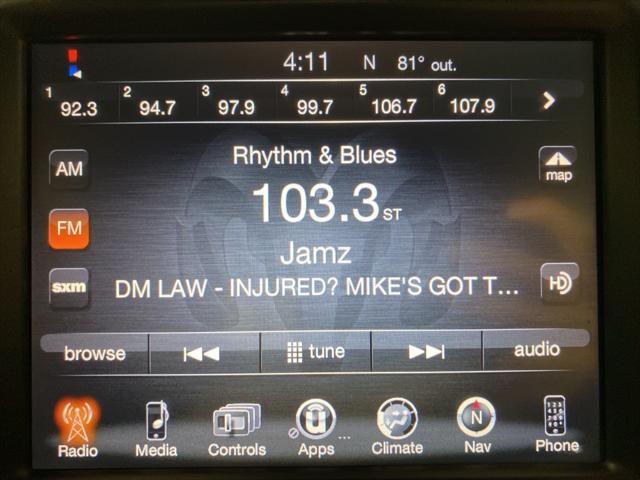 4:11 N 81° out.
1 92.3 2 94.7 3 97.9 4 99.7 5 106.7 6 107.9
AM
Rhythm & Blues
map
103.3 ST
FM
Jamz
sxm
DM LAW - INJURED? MIKE'S GOT T...
HD
browse tune audio
Radio Media Controls Apps ... Climate Nav Phone
N